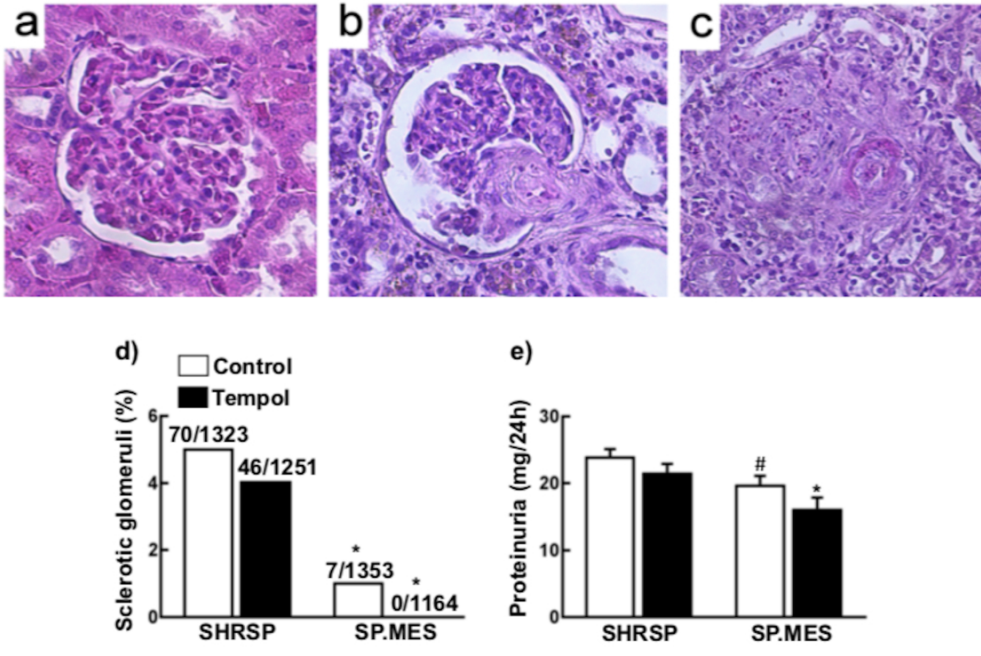 a
b
c
d)
Control
Tempol
Sclerotic glomeruli (%)
6
4
2
0
70/1323
46/1251
*
7/1353
*
0/1164
SHRSP
SP.MES
e)
Proteinuria (mg/24h)
30
20
10
0
#
*
SHRSP
SP.MES